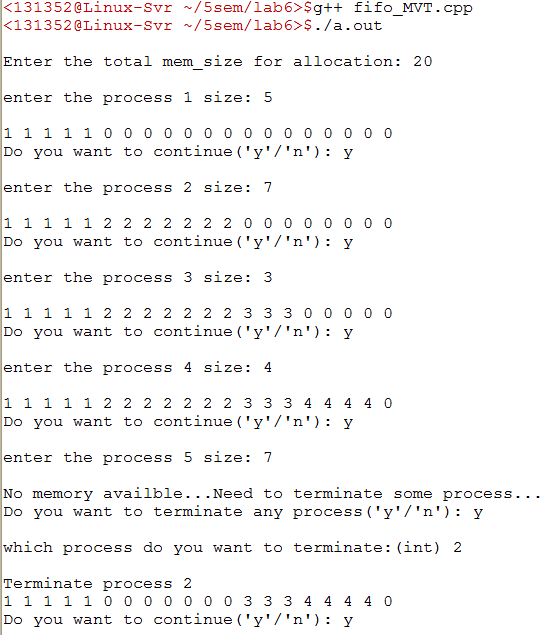 <131352@Linux-Svr ~/5sem/lab6>$g++ fifo_MVT.cpp
<131352@Linux-Svr ~/5sem/lab6>$./a.out
Enter the total mem_size for allocation: 20
enter the process 1 size: 5
1 1 1 1 1 0 0 0 0 0 0 0 0 0 0 0 0 0 0 0
Do you want to continue('y'/'n'): y
enter the process 2 size: 7
1 1 1 1 1 2 2 2 2 2 2 2 0 0 0 0 0 0 0 0
Do you want to continue('y'/'n'): y
enter the process 3 size: 3
1 1 1 1 1 2 2 2 2 2 2 2 3 3 3 0 0 0 0 0
Do you want to continue('y'/'n'): y
enter the process 4 size: 4
1 1 1 1 1 2 2 2 2 2 2 2 3 3 3 4 4 4 4 0
Do you want to continue('y'/'n'): y
enter the process 5 size: 7
No memory availble...Need to terminate some process...
Do you want to terminate any process('y'/'n'): y
which process do you want to terminate:(int) 2
Terminate process 2
1 1 1 1 1 0 0 0 0 0 0 0 3 3 3 4 4 4 4 0
Do you want to continue('y'/'n'): y